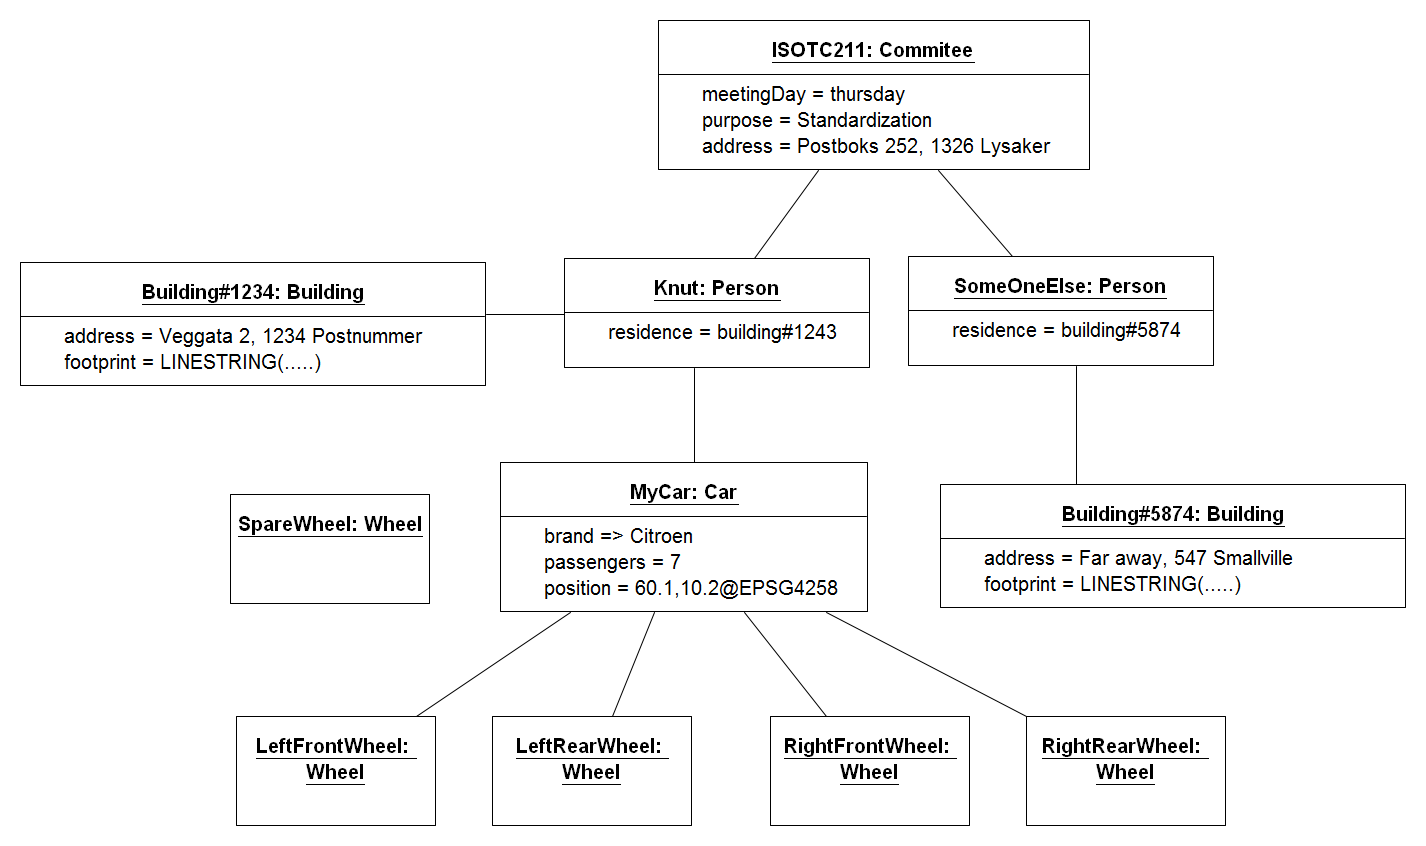 ISOTC211: Commitee
meetingDay = thursday
purpose = Standardization
address = Postboks 252, 1326 Lysaker
Building#1234: Building
address = Veggata 2, 1234 Postnummer
footprint = LINESTRING(.....)
Knut: Person
residence = building#1243
SomeOneElse: Person
residence = building#5874
SpareWheel: Wheel
MyCar: Car
brand => Citroen
passengers = 7
position = 60.1,10.2@EPSG4258
Building#5874: Building
address = Far away, 547 Smallville
footprint = LINESTRING(.....)
LeftFrontWheel:
Wheel
LeftRearWheel:
Wheel
RightFrontWheel:
Wheel
RightRearWheel:
Wheel